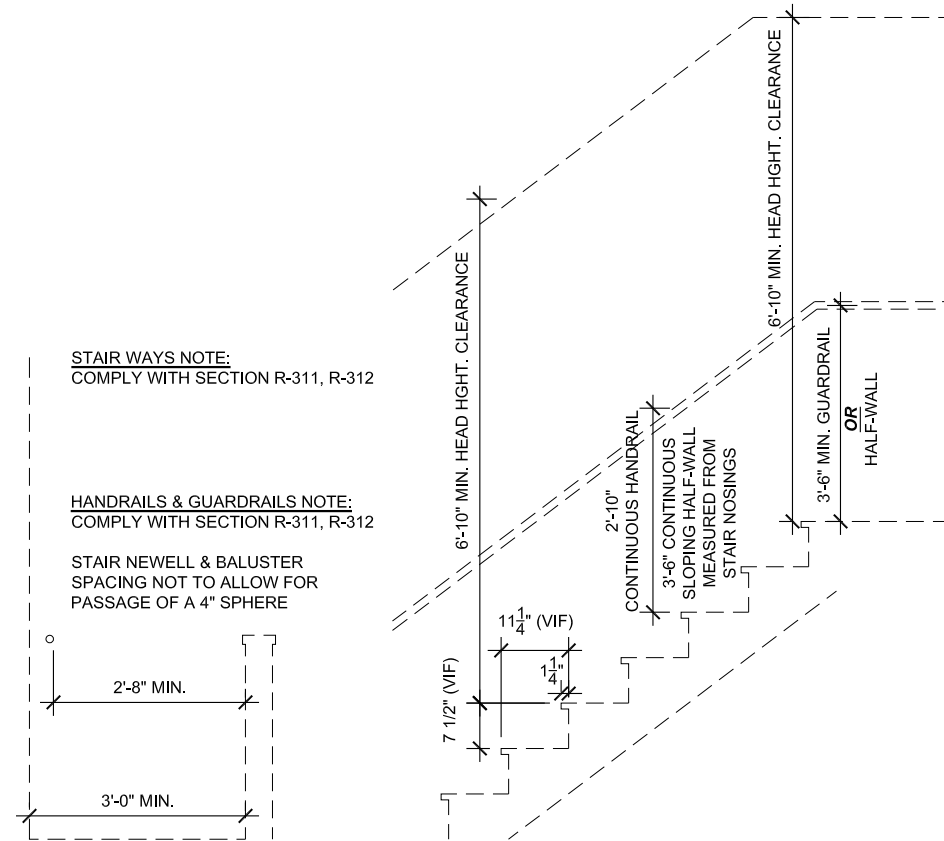 STAIR WAYS NOTE:
COMPLY WITH SECTION R-311, R-312
HANDRAILS & GUARDRAILS NOTE:
COMPLY WITH SECTION R-311, R-312
STAIR NEWELL & BALUSTER
SPACING NOT TO ALLOW FOR
PASSAGE OF A 4" SPHERE
2'-8" MIN.
3'-0" MIN.
6'-10" MIN. HEAD HGHT. CLEARANCE
7 1/2" (VIF)
11 1/4" (VIF)
1 1/4"
2'-10"
CONTINUOUS HANDRAIL
3'-6" CONTINUOUS
SLOPING HALF-WALL
MEASURED FROM
STAIR NOSINGS
6'-10" MIN. HEAD HGHT. CLEARANCE
3'-6" MIN. GUARDRAIL
OR
HALF-WALL